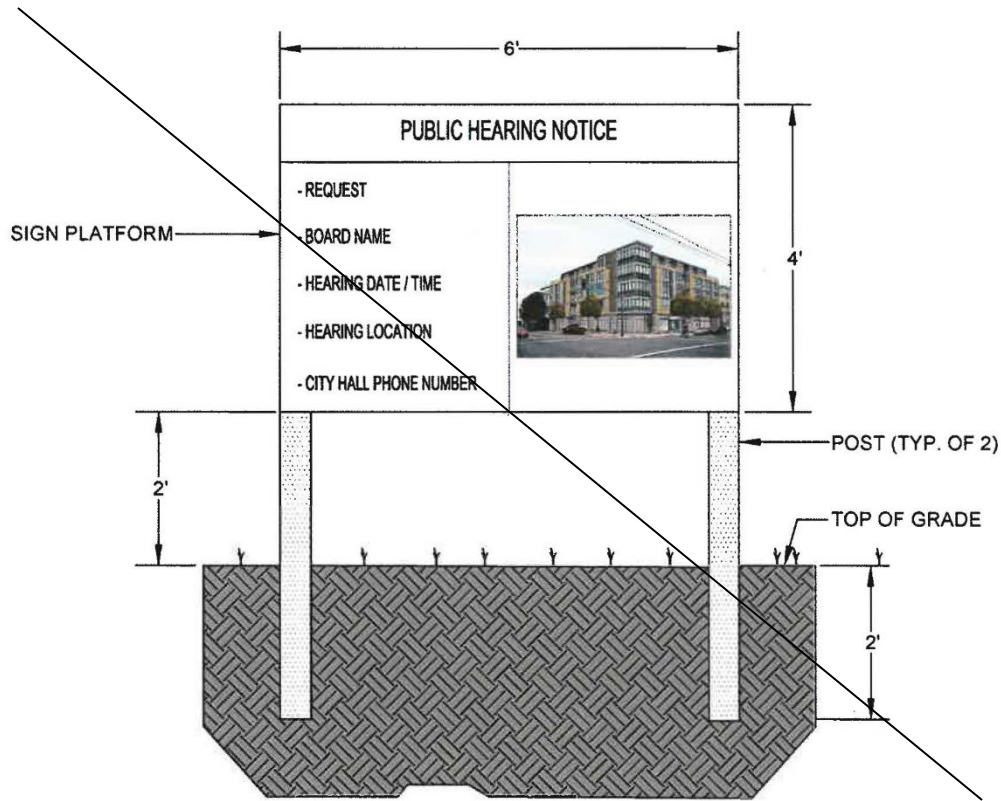 6'
PUBLIC HEARING NOTICE
- REQUEST
SIGN PLATFORM
- BOARD NAME
4'
- HEARING DATE / TIME
- HEARING LOCATION
- CITY HALL PHONE NUMBER
POST (TYP. OF 2)
2'
TOP OF GRADE
2'